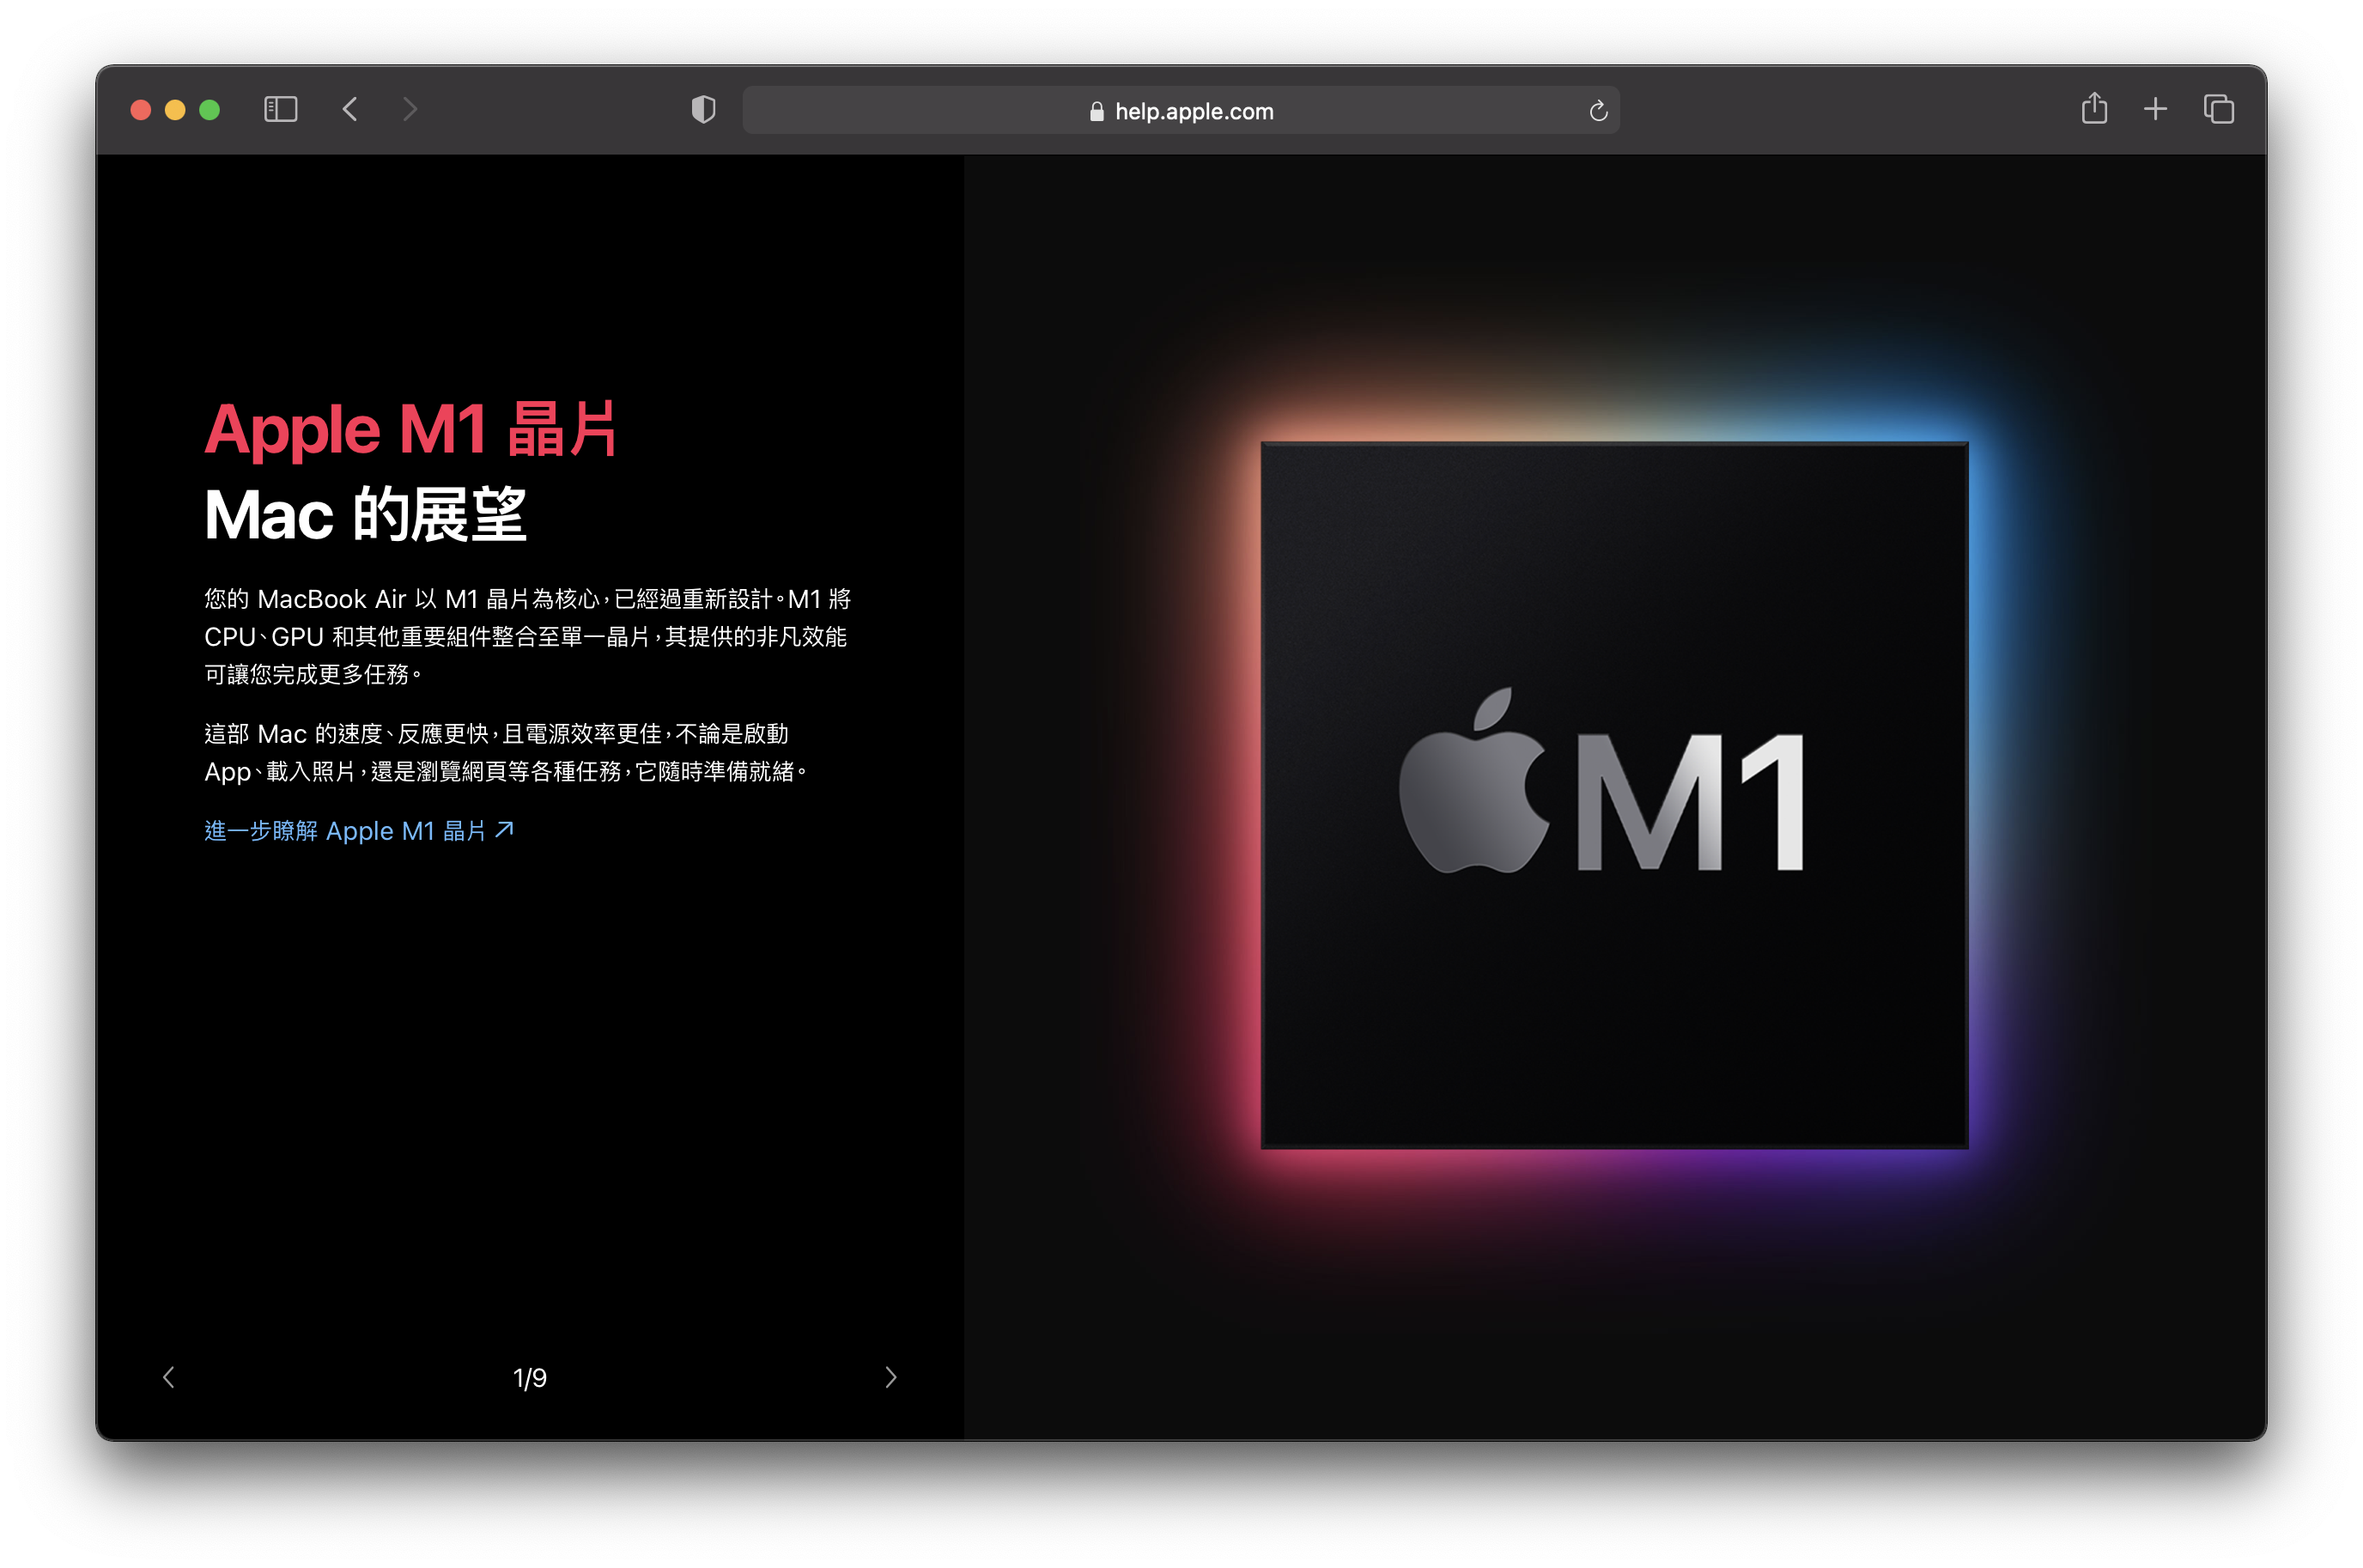 help.apple.com
Apple M1 晶片
Mac 的展望
您的 MacBook Air 以 M1 晶片為核心，已經過重新設計。M1 將
CPU、GPU 和其他重要組件整合至單一晶片，其提供的非凡效能
可讓您完成更多任務。
這部 Mac 的速度、反應更快，且電源效率更佳，不論是啟動
App、載入照片，還是瀏覽網頁等各種任務，它隨時準備就緒。
進一步瞭解 Apple M1 晶片
1/9
M1